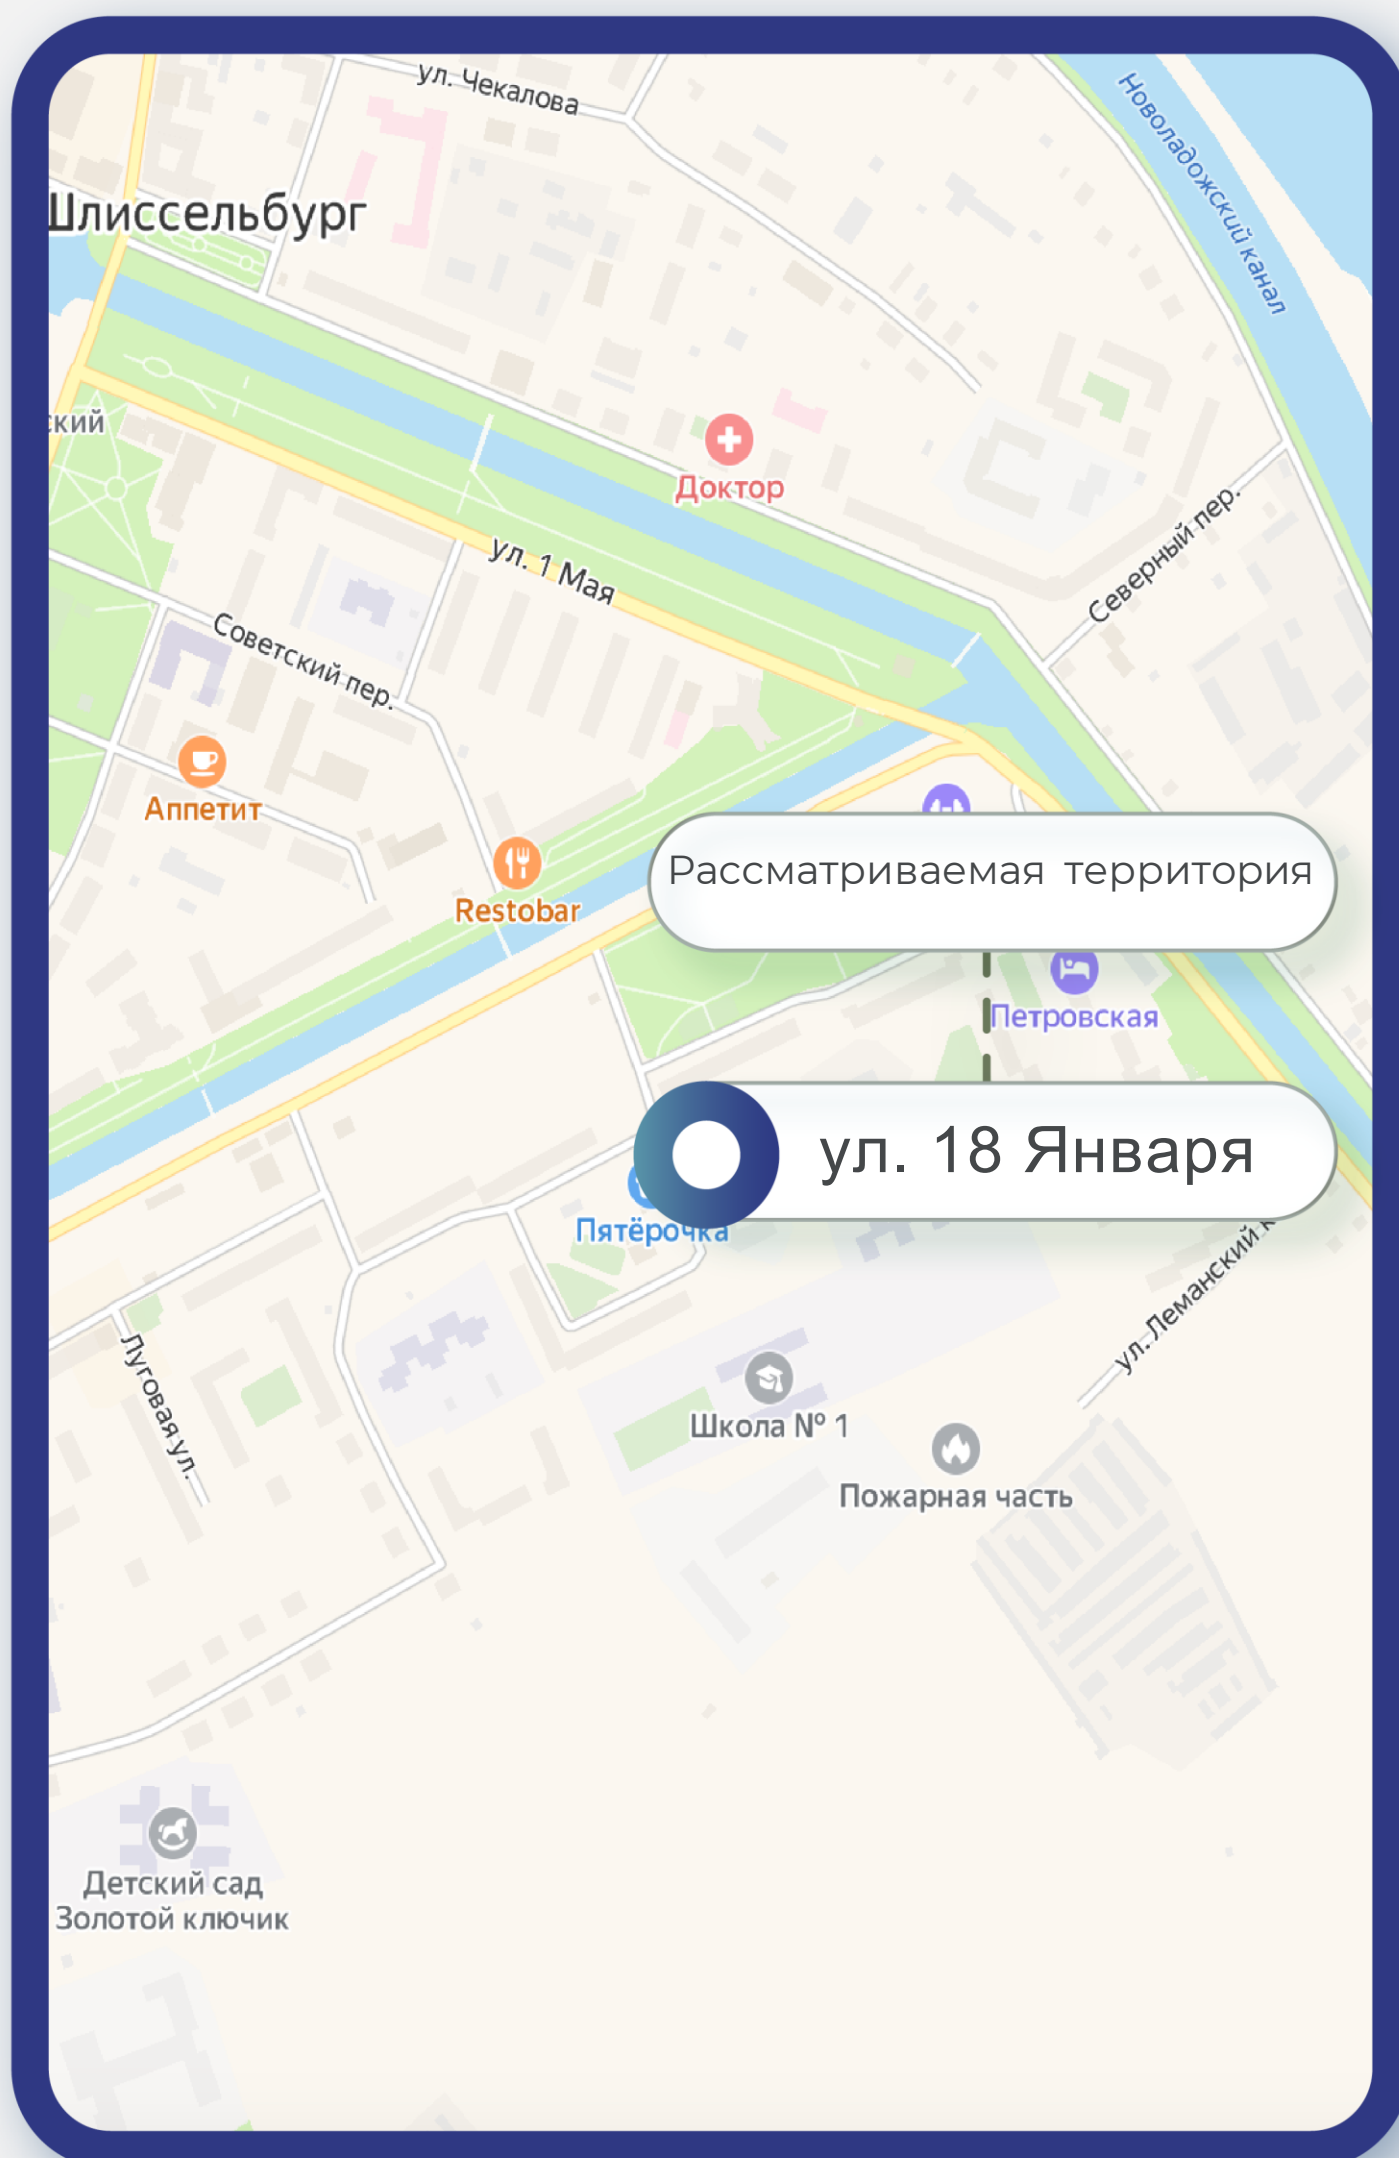 ул. Чекалова
Новоладожский канал
Шлиссельбург
ский
Доктор
Северный пер.
ул. 1 Мая
Советский пер.
Аппетит
Restobar
Рассматриваемая территория
Петровская
ул. 18 Января
Пятёрочка
ул. Леманский к
Луговая ул.
Школа № 1
Пожарная часть
Детский сад
Золотой ключик